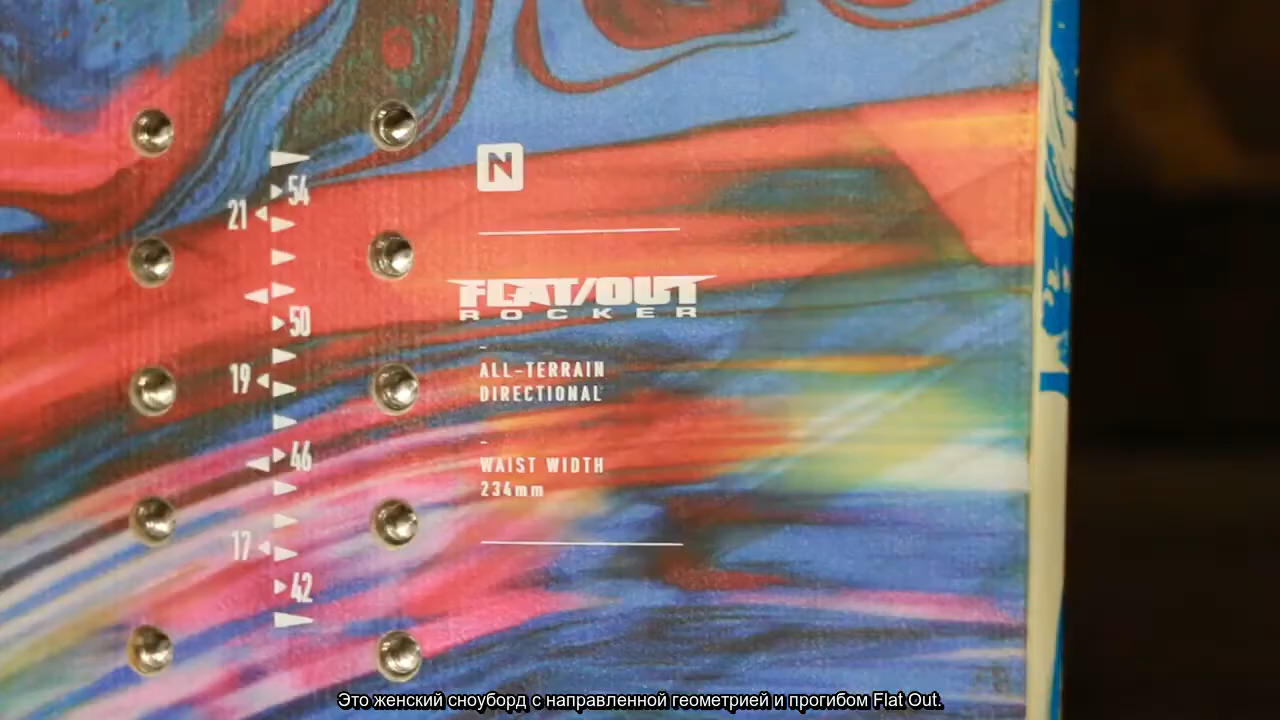 N
54
21
50
19
46
17
42
FLAT/OUT
ROCKER
-
ALL-TERRAIN
DIRECTIONAL
-
WAIST WIDTH
234mm
Это женский сноуборд с направленной геометрией и прогибом Flat Out.